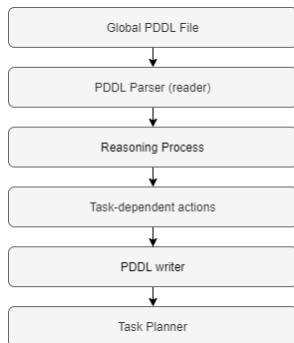 Global PDDL File
PDDL Parser (reader)
Reasoning Process
Task-dependent actions
PDDL writer
Task Planner